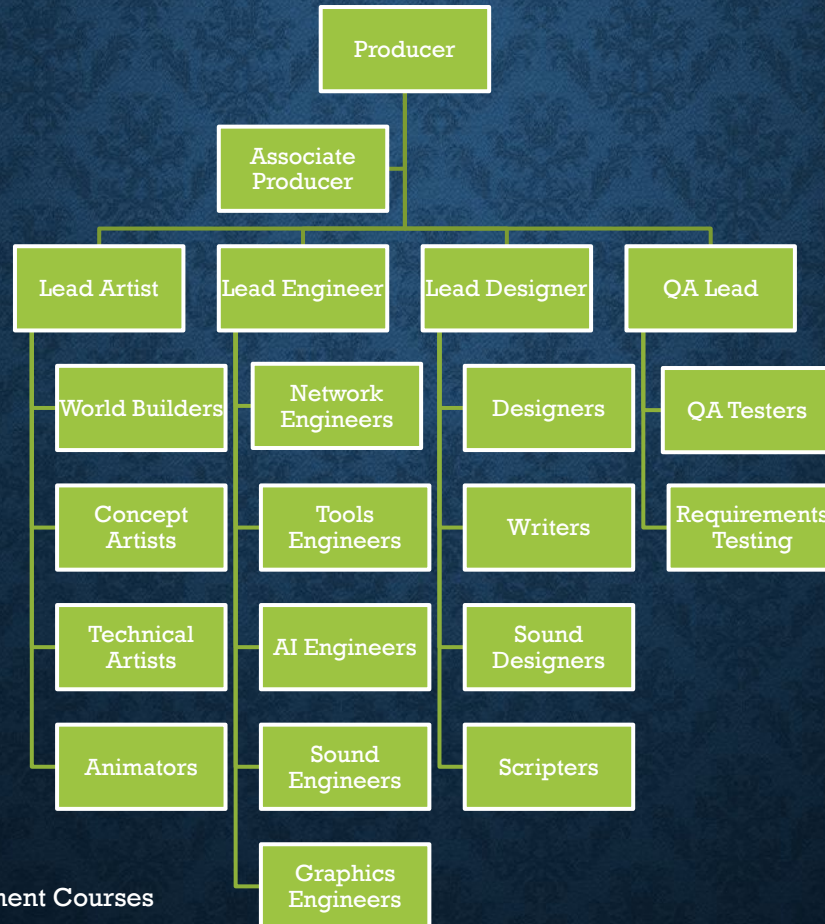 Producer
Associate
Producer
Lead Artist
Lead Engineer
Lead Designer
QA Lead
World Builders
Network
Engineers
Designers
QA Testers
Concept
Artists
Tools
Engineers
Writers
Requirements
Testing
Technical
Artists
AI Engineers
Sound
Designers
Animators
Sound
Engineers
Scripters
Graphics
Engineers
Courses